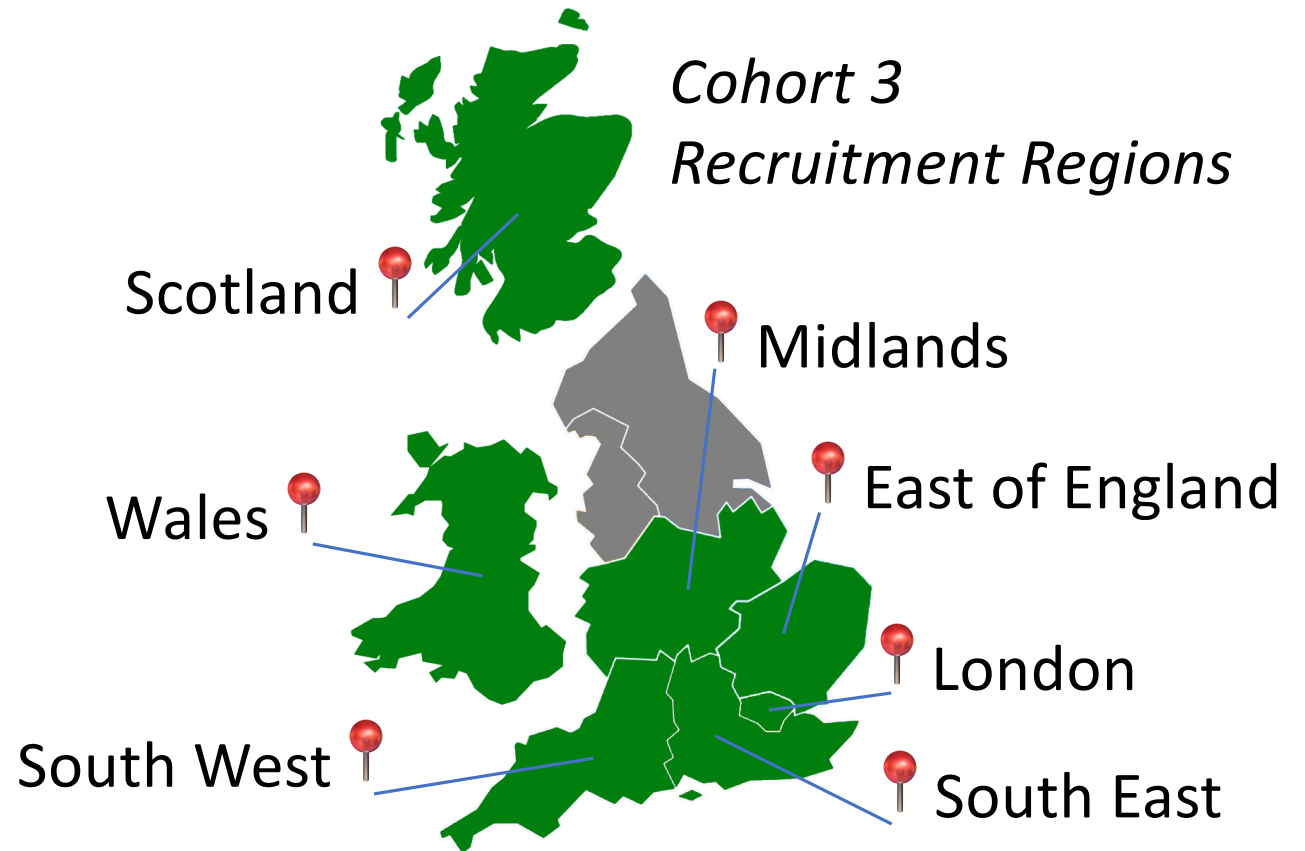 Cohort 3
Recruitment Regions
Scotland
Midlands
East of England
Wales
London
South West
South East